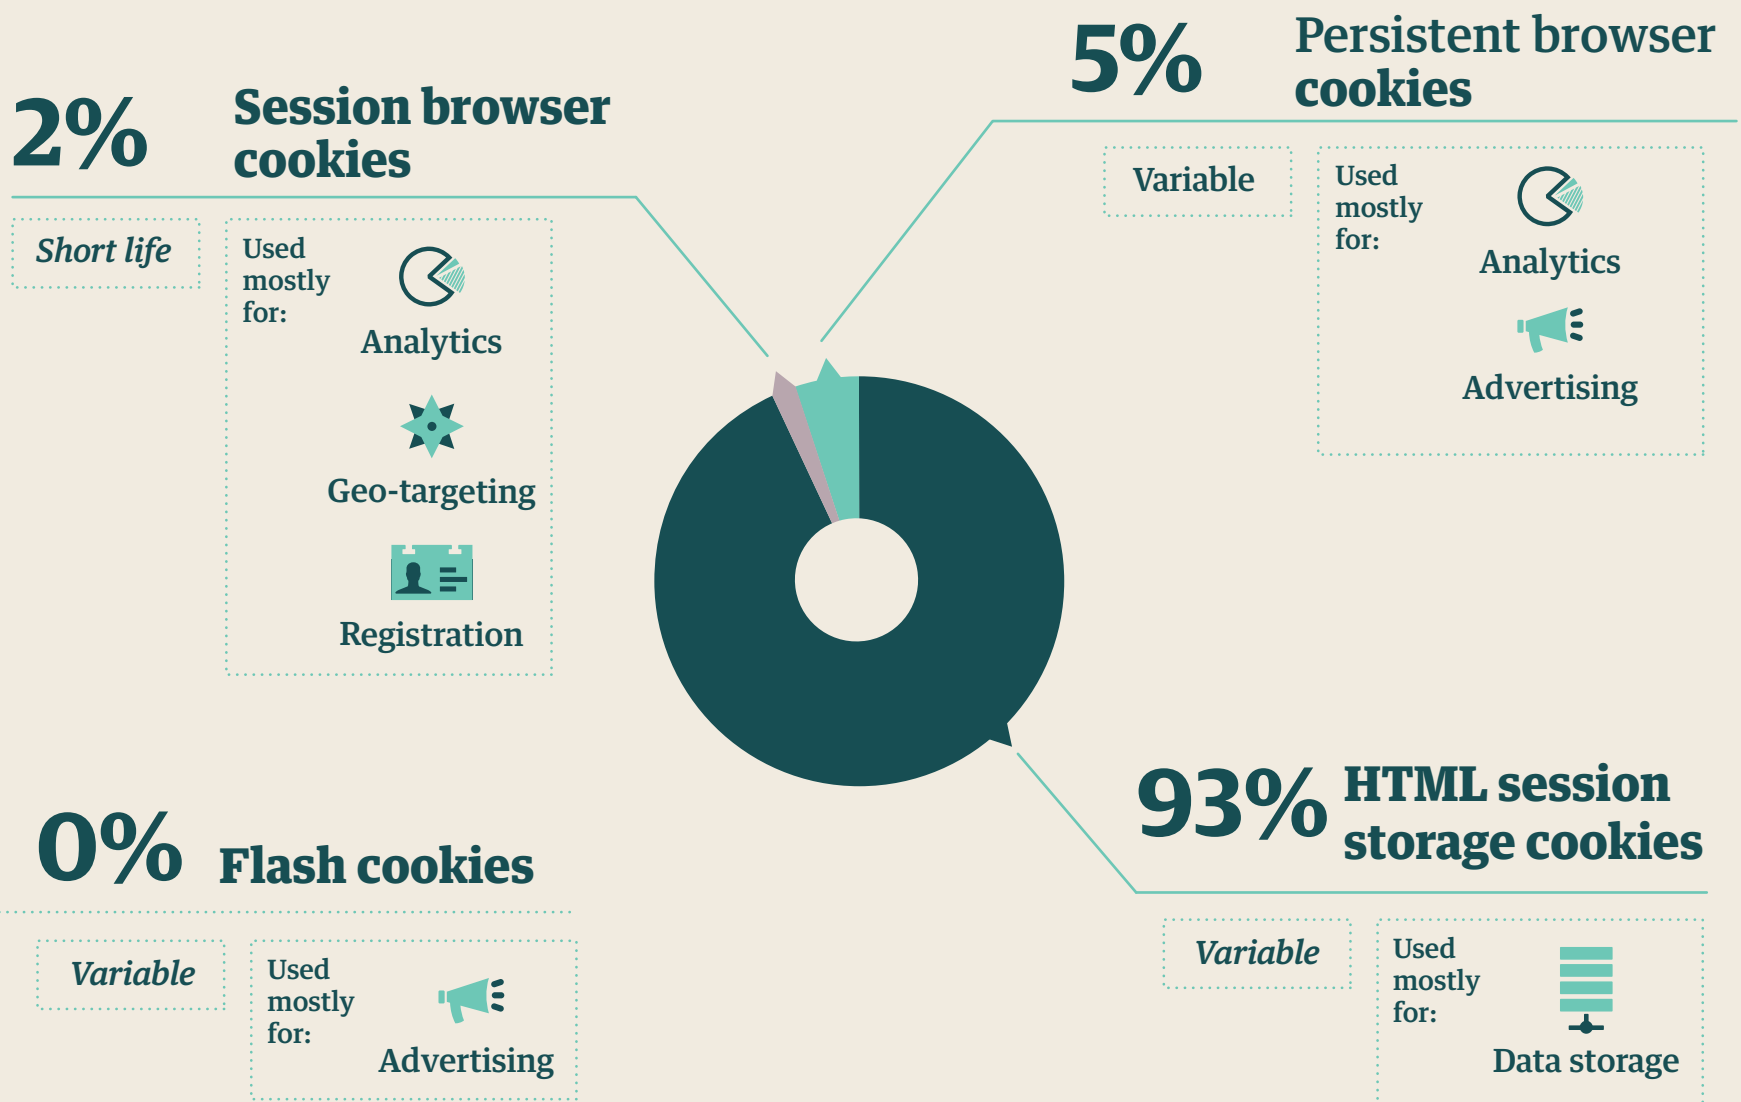 2%
Session browser
cookies
Short life
Used
mostly
for:
Analytics
Geo-targeting
Registration
5%
Persistent browser
cookies
Variable
Used
mostly
for:
Analytics
Advertising
0%
Flash cookies
Variable
Used
mostly
for:
Advertising
93%
HTML session
storage cookies
Variable
Used
mostly
for:
Data storage